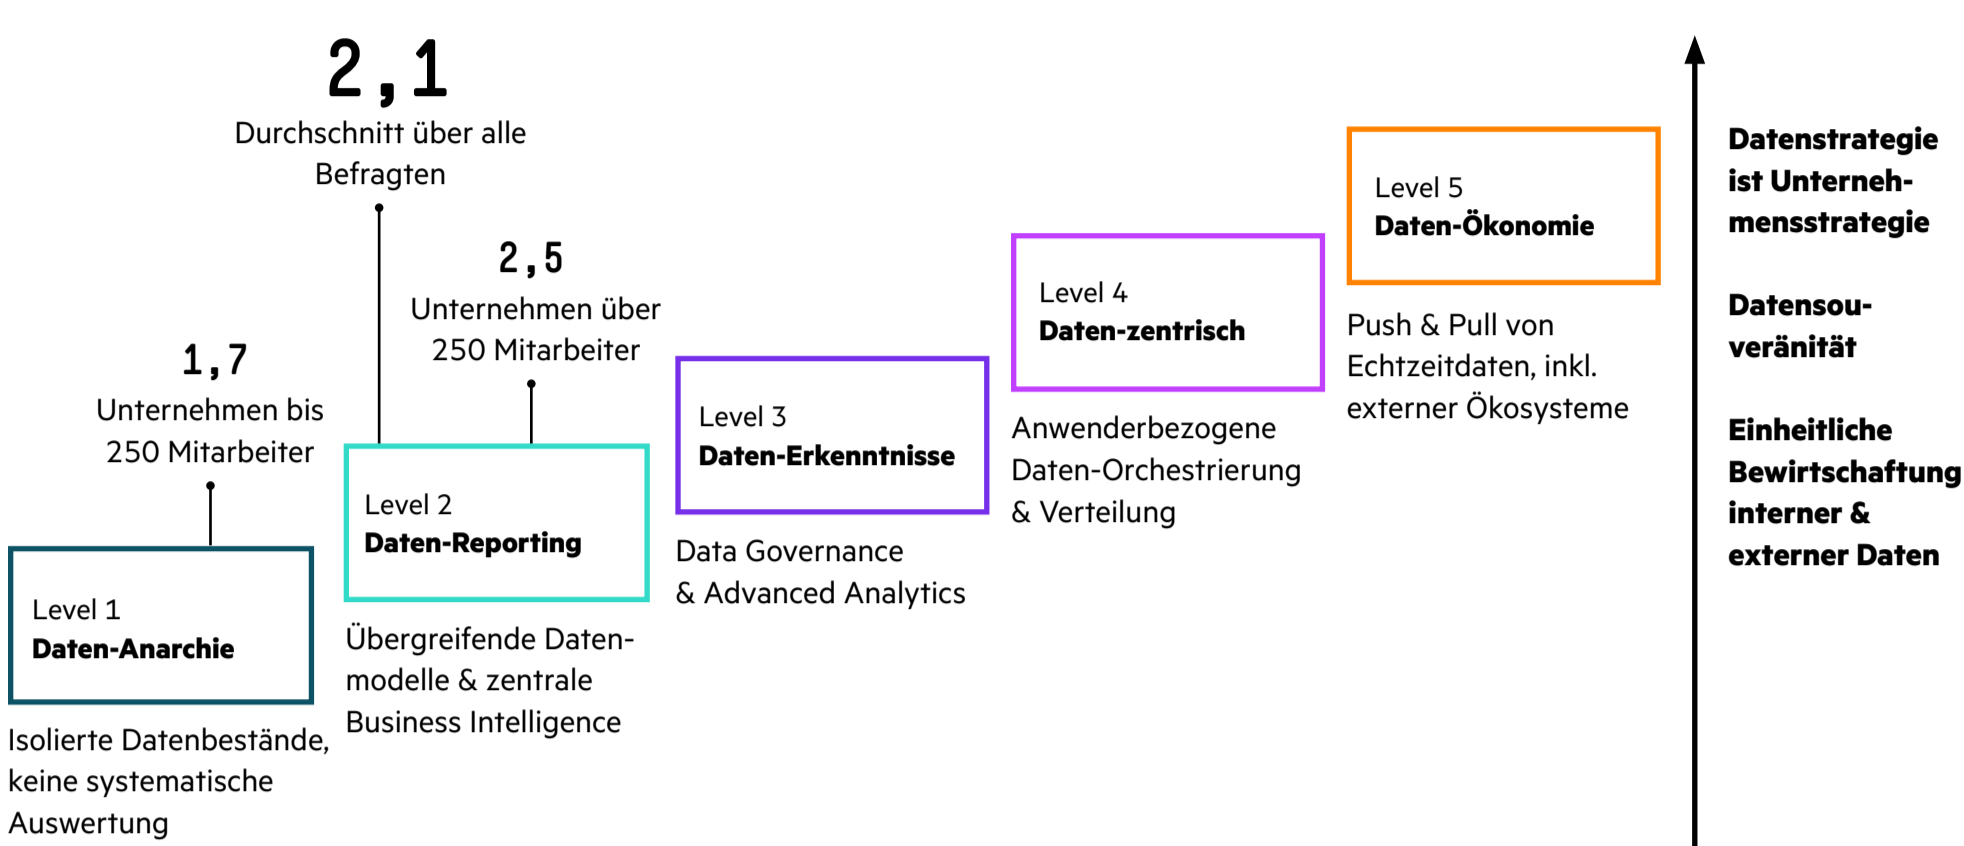 2,1
Durchschnitt über alle
Befragten
2,5
Unternehmen über
250 Mitarbeiter
1,7
Unternehmen bis
250 Mitarbeiter
Level 1
Daten-Anarchie
Isolierte Datenbestände,
keine systematische
Auswertung
Level 2
Daten-Reporting
Übergreifende Daten-
modelle & zentrale
Business Intelligence
Level 3
Daten-Erkenntnisse
Data Governance
& Advanced Analytics
Level 4
Daten-zentrisch
Anwenderbezogene
Daten-Orchestrierung
& Verteilung
Level 5
Daten-Ökonomie
Push & Pull von
Echtzeitdaten, inkl.
externer Ökosysteme
Datenstrategie
ist Unterneh-
mensstrategie
Datensou-
veränität
Einheitliche
Bewirtschaftung
interner &
externer Daten